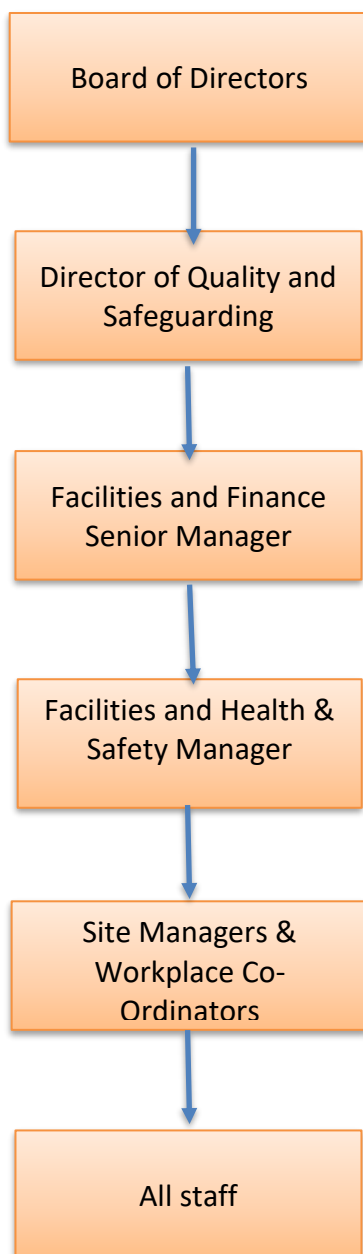 Board of Directors
Director of Quality and
Safeguarding
Facilities and Finance
Senior Manager
Facilities and Health &
Safety Manager
Site Managers &
Workplace Co-
Ordinators
All staff